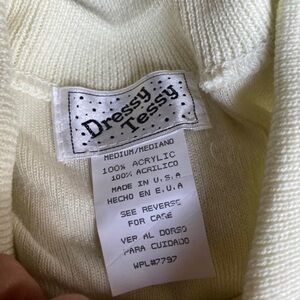 Dressy
Tessy
MEDIUM/MEDIANO
100% ACRYLIC
100% ACRILICO
MADE IN U.S.A
HECHO EN E.U.A
SEE REVERSE
FOR CARE
VEP AL DORSO
PARA CUIDADO
WPL#7797